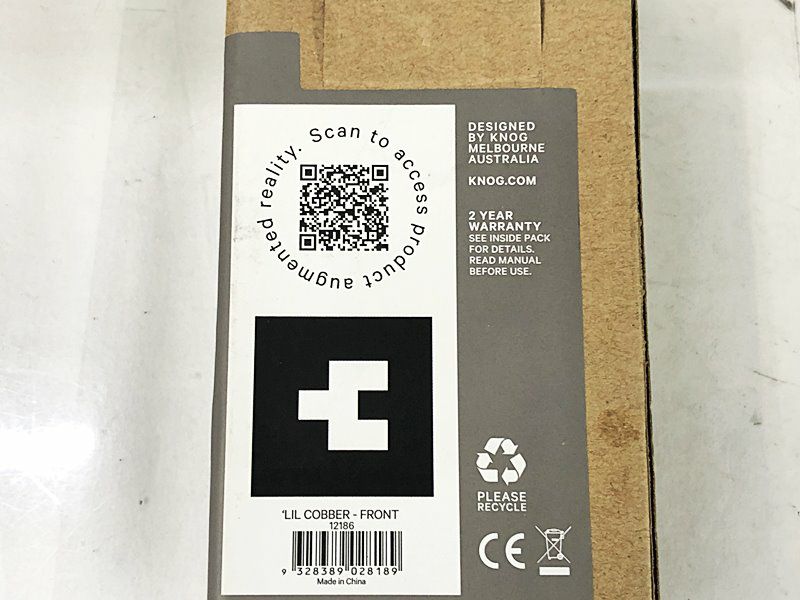 Scan to access product augmented reality.
DESIGNED
BY KNOG
MELBOURNE
AUSTRALIA
KNOG.COM
2 YEAR
WARRANTY
SEE INSIDE PACK
FOR DETAILS.
READ MANUAL
BEFORE USE.
PLEASE
RECYCLE
CE
'LIL COBBER - FRONT
12186
9 328389 028189
Made in China